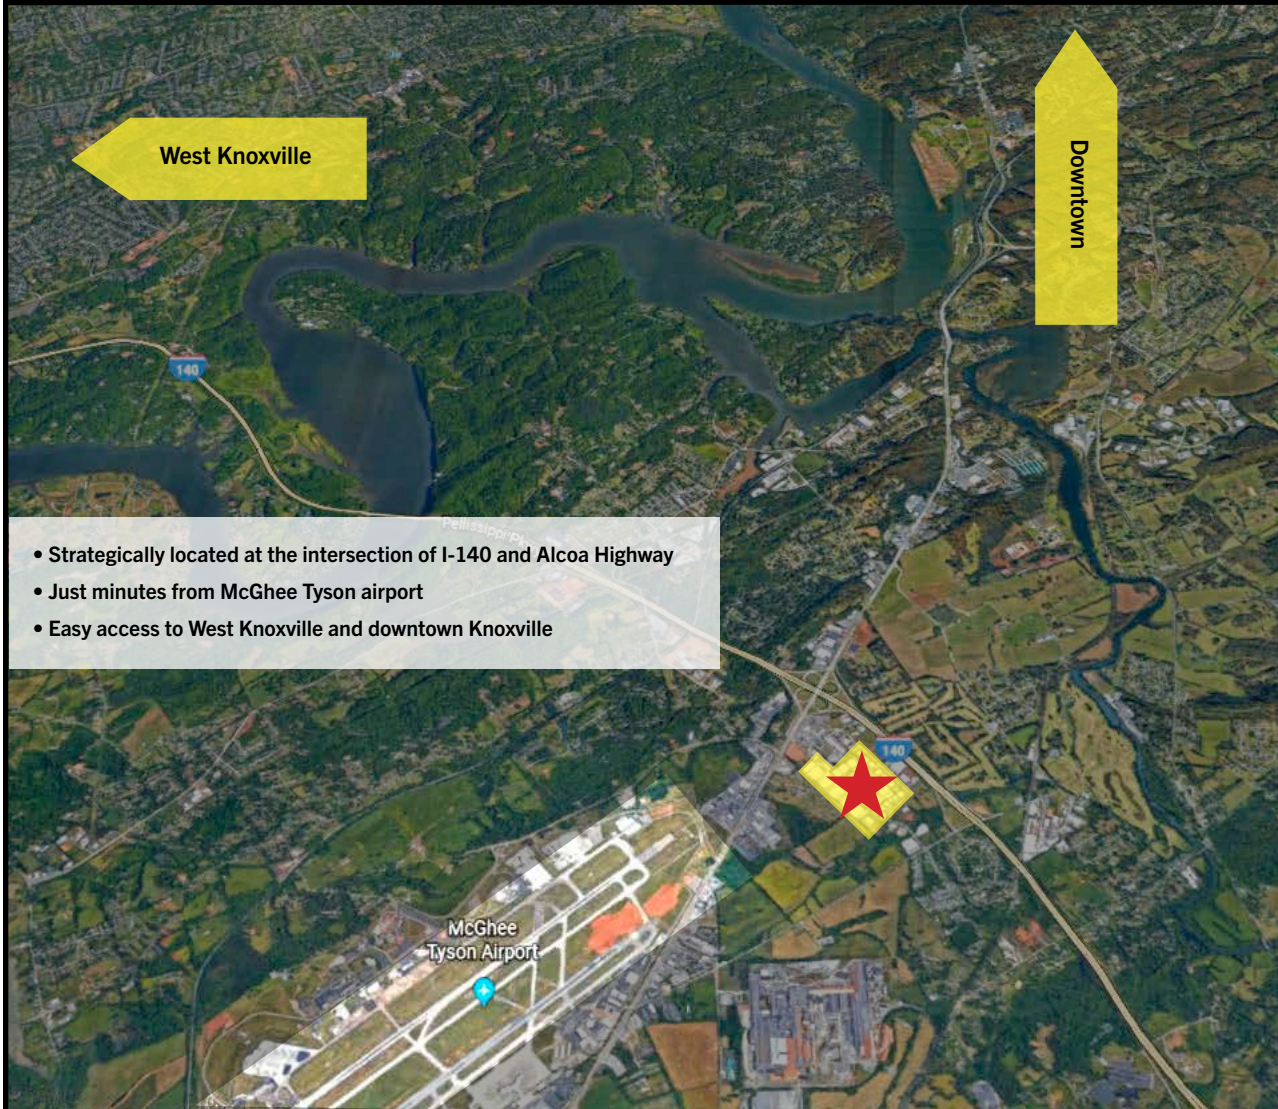 West Knoxville
Downtown
140
Pellissippi Pk
• Strategically located at the intersection of I-140 and Alcoa Highway
• Just minutes from McGhee Tyson airport
• Easy access to West Knoxville and downtown Knoxville
140
McGhee
Tyson Airport